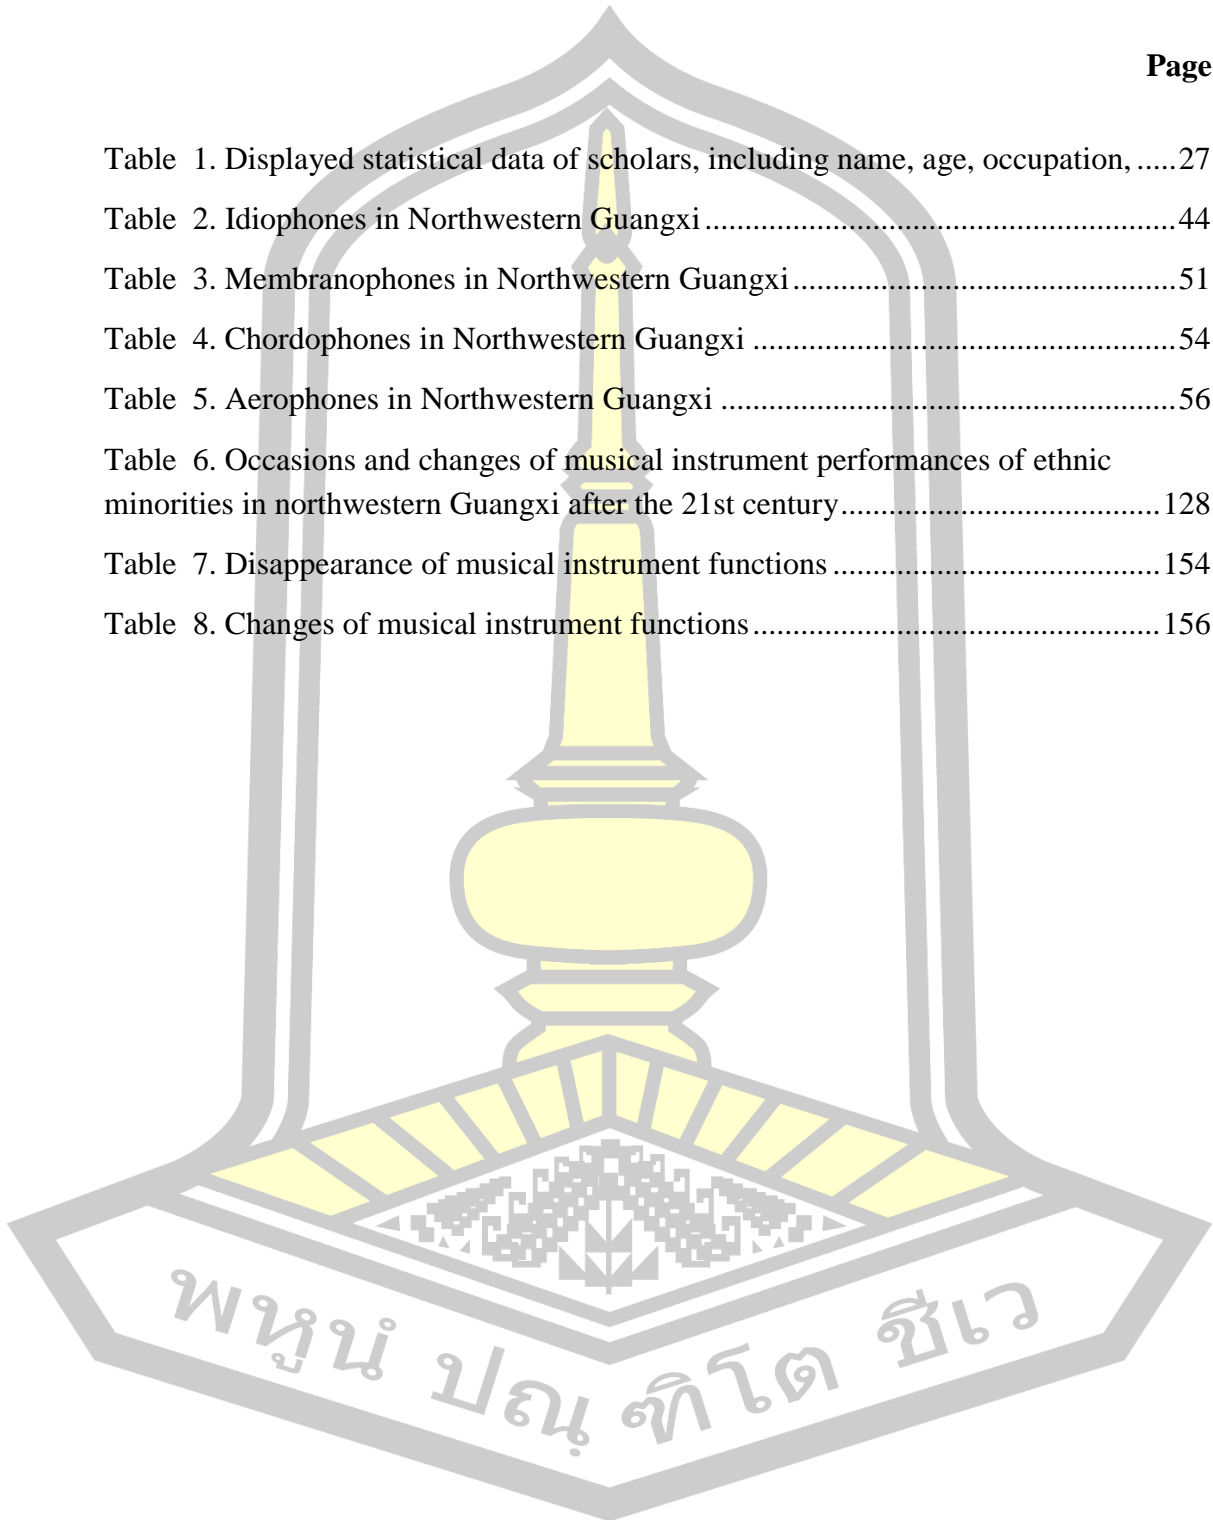 Page
Table 1. Displayed statistical data of scholars, including name, age, occupation, .....27
Table 2. Idiophones in Northwestern Guangxi ..........................................................44
Table 3. Membranophones in Northwestern Guangxi ...............................................51
Table 4. Chordophones in Northwestern Guangxi ....................................................54
Table 5. Aerophones in Northwestern Guangxi ........................................................56
Table 6. Occasions and changes of musical instrument performances of ethnic
minorities in northwestern Guangxi after the 21st century ........................................128
Table 7. Disappearance of musical instrument functions .........................................154
Table 8. Changes of musical instrument functions ...................................................156
พหูนํ ปณฺฑิโต ชีเว